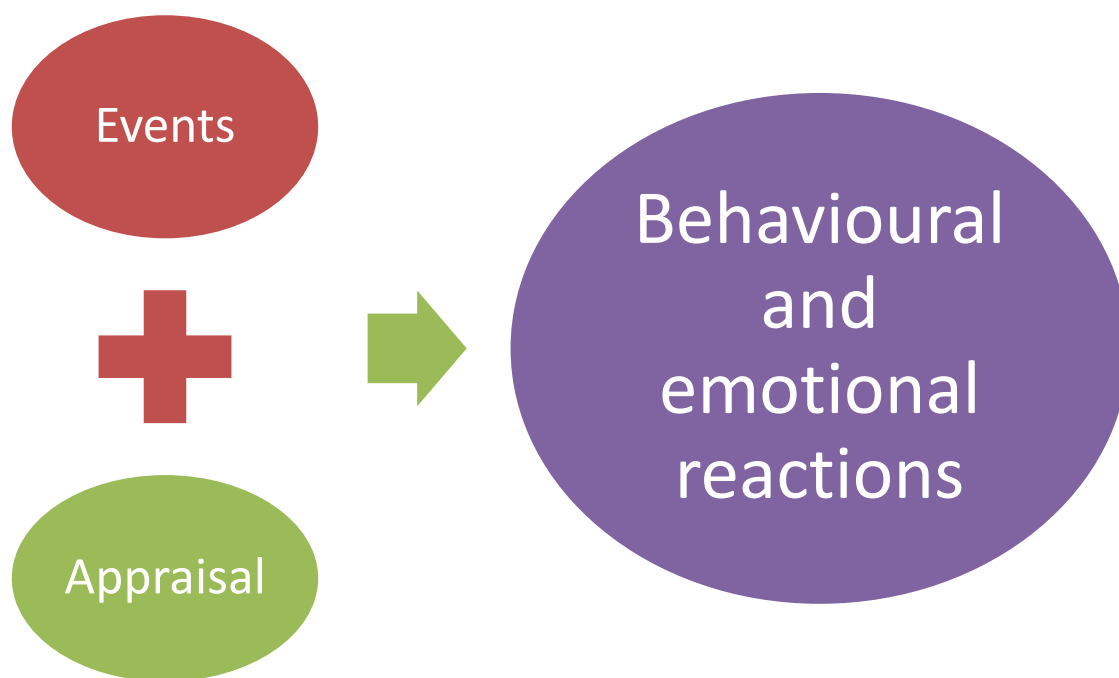 Events
Appraisal
Behavioural
and
emotional
reactions